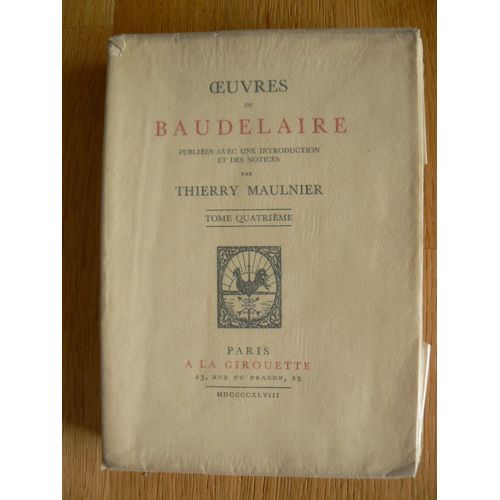 ŒUVRES
DE
BAUDELAIRE
PUBLIÉES AVEC UNE INTRODUCTION
ET DES NOTICES
PAR
THIERRY MAULNIER
TOME QUATRIÈME
PARIS
A LA GIROUETTE
23, RUE DU DRAGON, 23
MDCCCCXLVIII